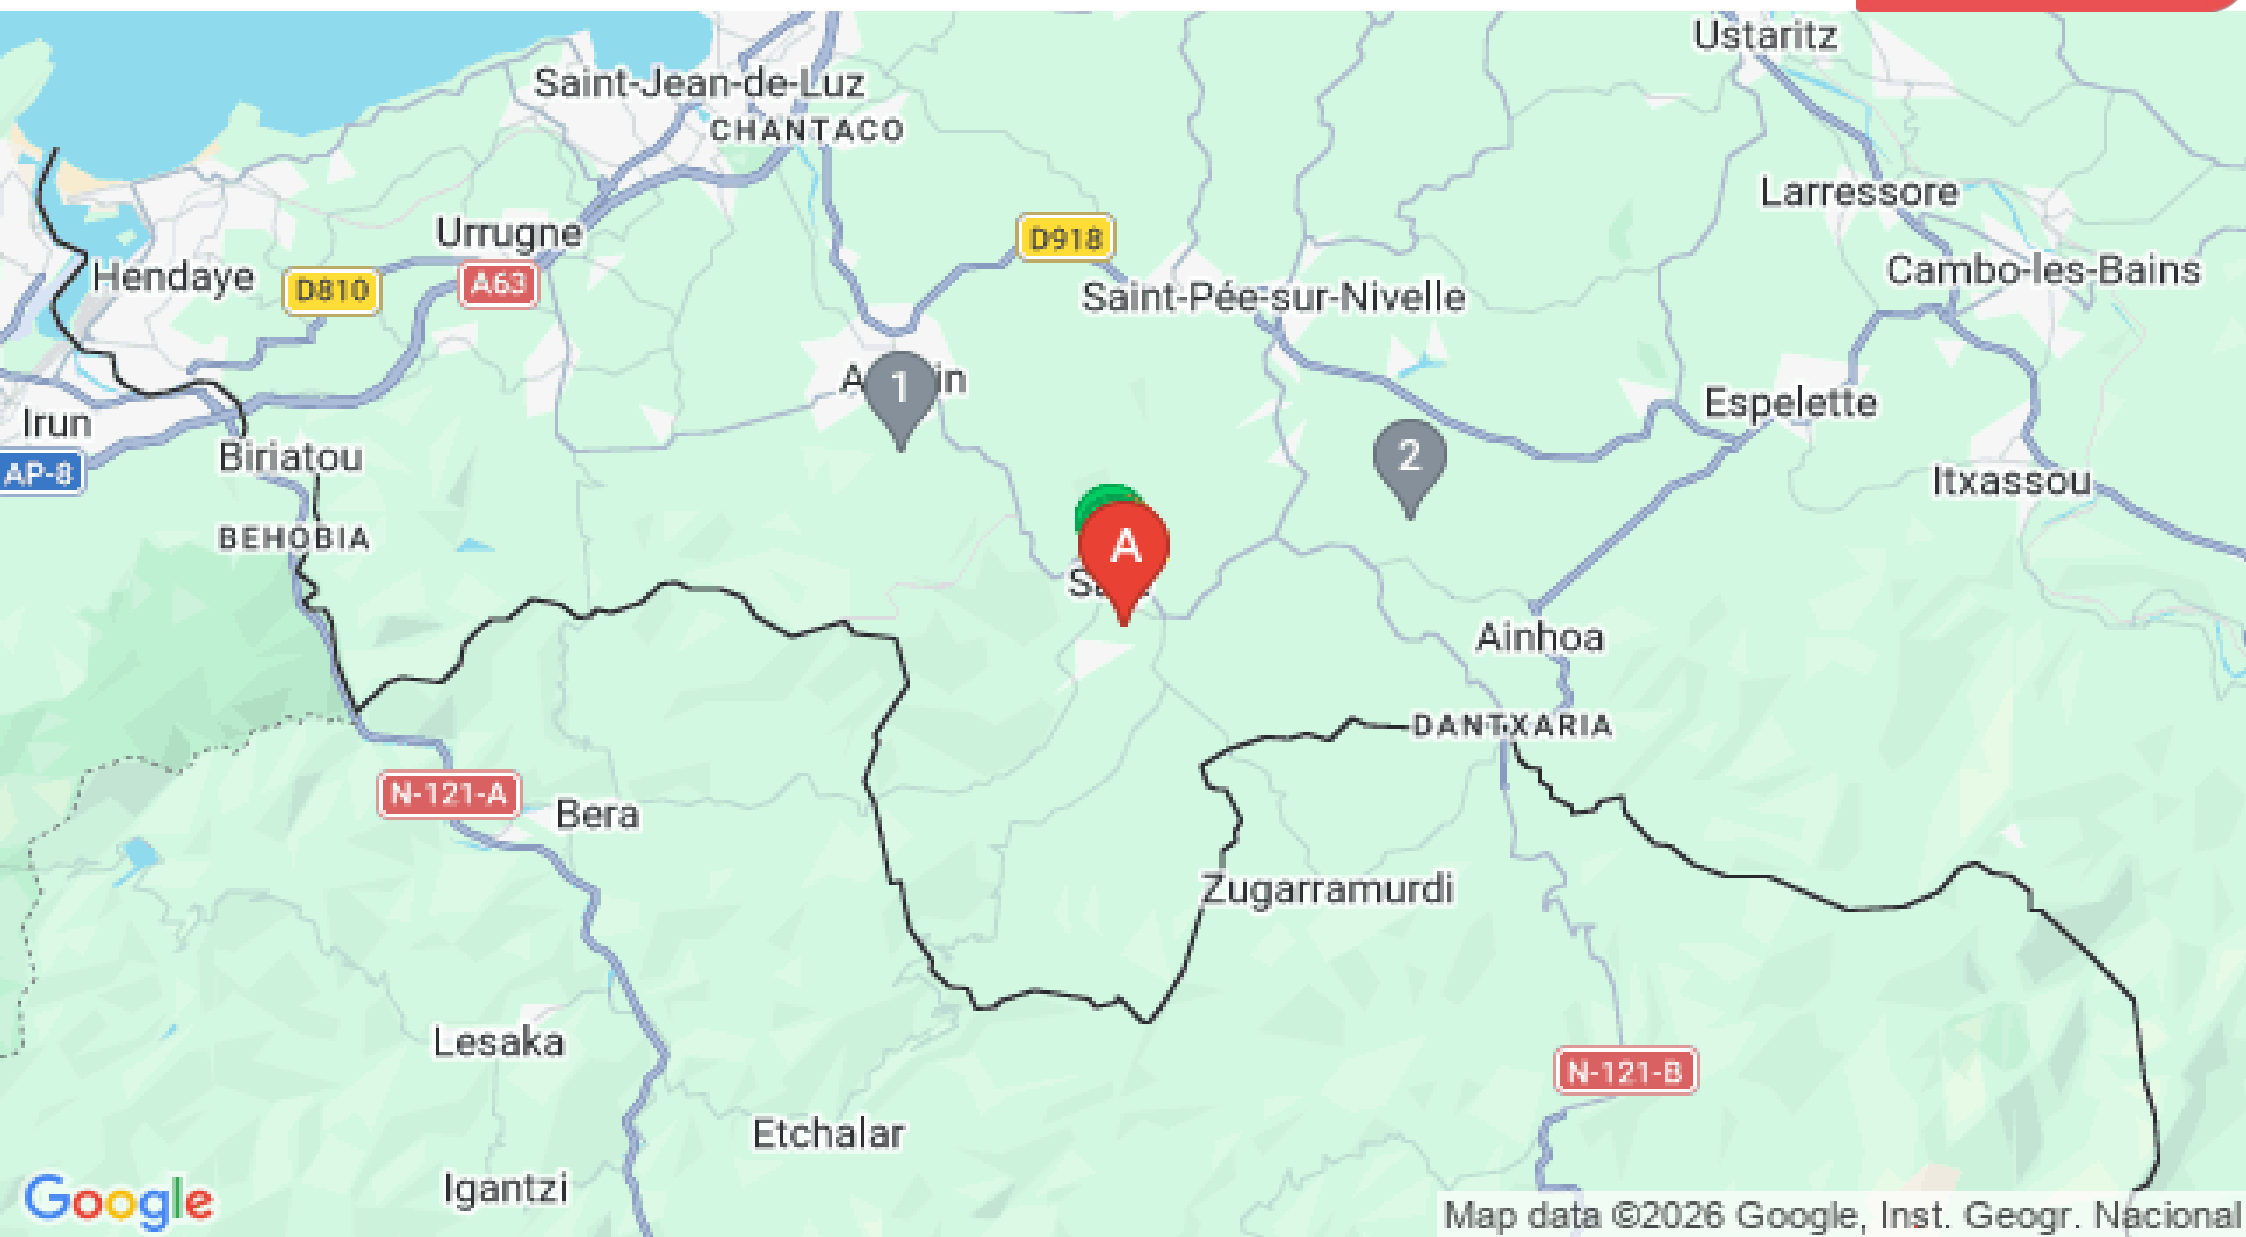 Ustaritz
Saint-Jean-de-Luz
CHANTACO
Larressore
Urrugne
D918
Hendaye
D810
A63
Saint-Pée-sur-Nivelle
Cambo-les-Bains
1
Irun
Espelette
Biriatou
AP-8
2
Itxassou
BEHOBIA
A
Ainhoa
DANTXARIA
N-121-A
Bera
Zugarramurdi
Lesaka
N-121-B
Etchalar
Igantzi
Google
Map data ©2026 Google, Inst. Geogr. Nacional